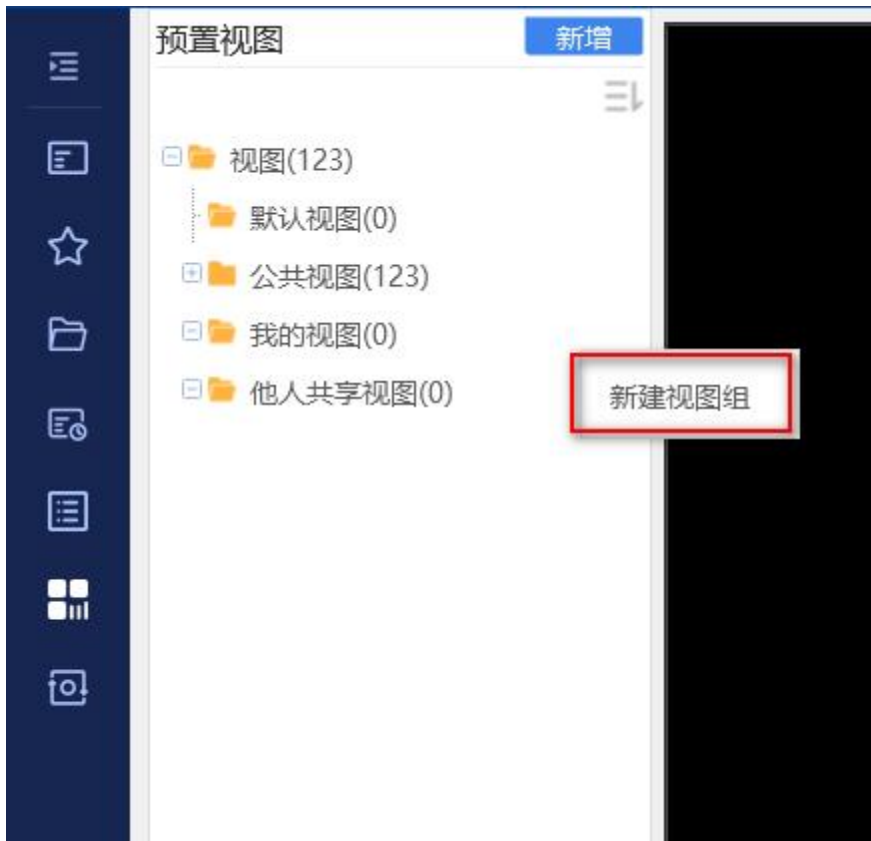 预置视图
新增
视图(123)
默认视图(0)
公共视图(123)
我的视图(0)
他人共享视图(0)
新建视图组